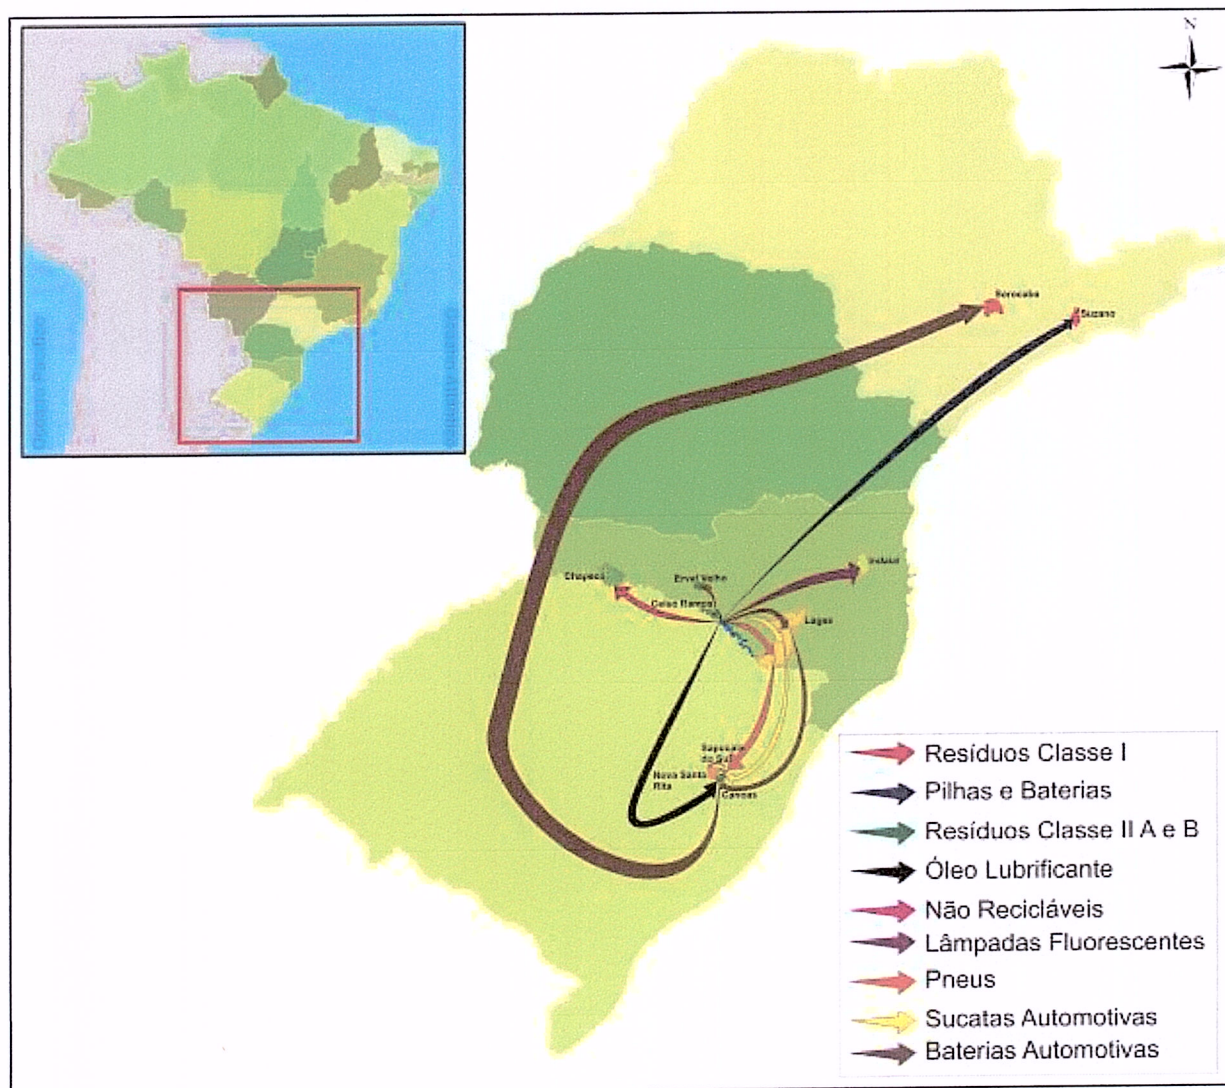 N
Sorocaba
Suzano
Chapecó
Erval Velho
Indaial
Celso Ramos
Lages
Sapucaia
do Sul
Nova Santa
Rita
Canoas
Resíduos Classe I
Pilhas e Baterias
Resíduos Classe II A e B
Óleo Lubrificante
Não Recicláveis
Lâmpadas Fluorescentes
Pneus
Sucatas Automotivas
Baterias Automotivas